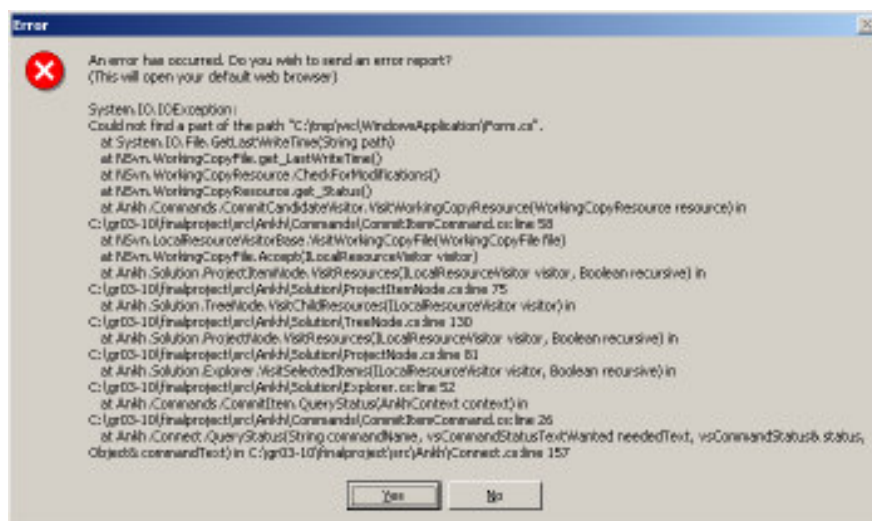 Error
An error has occurred. Do you wish to send an error report?
(This will open your default web browser)
System.IO.IOException:
Could not find a part of the path "C:\tmp\wc\WindowsApplication\Form.cs".
at System.IO.File.GetLastWriteTime(String path)
at NSvn.WorkingCopyFile.get_LastWriteTime()
at NSvn.WorkingCopyResource.CheckForModifications()
at NSvn.WorkingCopyResource.get_Status()
at Ankh.Commands.CommitCandidateVisitor.VisitWorkingCopyResource(WorkingCopyResource resource) in
C:\gr03-10\finalproject\src\Ankh\Commands\CommitItemCommand.cs:line 58
at NSvn.LocalResourceVisitorBase.VisitWorkingCopyFile(WorkingCopyFile file)
at NSvn.WorkingCopyFile.Accept(ILocalResourceVisitor visitor)
at Ankh.Solution.ProjectItemNode.VisitResources(ILocalResourceVisitor visitor, Boolean recursive) in
C:\gr03-10\finalproject\src\Ankh\Solution\ProjectItemNode.cs:line 75
at Ankh.Solution.TreeNode.VisitChildResources(ILocalResourceVisitor visitor) in
C:\gr03-10\finalproject\src\Ankh\Solution\TreeNode.cs:line 130
at Ankh.Solution.ProjectNode.VisitResources(ILocalResourceVisitor visitor, Boolean recursive) in
C:\gr03-10\finalproject\src\Ankh\Solution\ProjectNode.cs:line 81
at Ankh.Solution.Explorer.VisitSelectedItems(ILocalResourceVisitor visitor, Boolean recursive) in
C:\gr03-10\finalproject\src\Ankh\Solution\Explorer.cs:line 52
at Ankh.Commands.CommitItem.QueryStatus(AnkhContext context) in
C:\gr03-10\finalproject\src\Ankh\Commands\CommitItemCommand.cs:line 26
at Ankh.Connect.QueryStatus(String commandName, vsCommandStatusTextWanted neededText, vsCommandStatus& status,
Object& commandText) in C:\gr03-10\finalproject\src\Ankh\Connect.cs:line 157
Yes
No